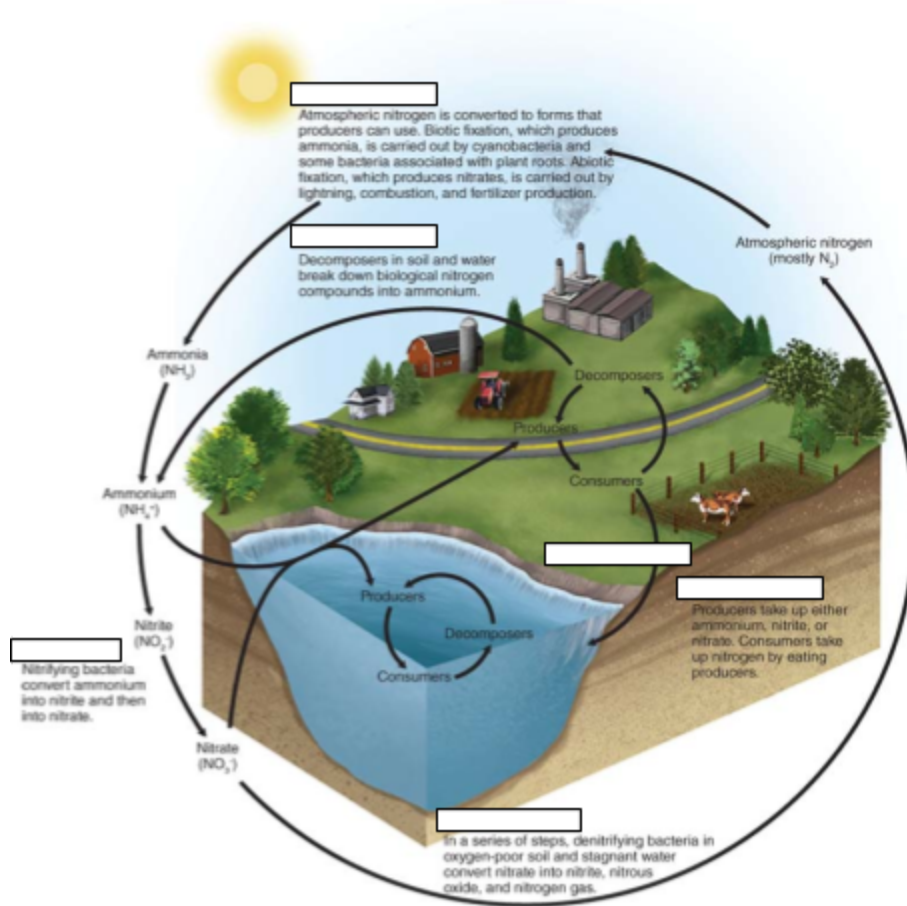 Atmospheric nitrogen is converted to forms that
producers can use. Biotic fixation, which produces
ammonia, is carried out by cyanobacteria and
some bacteria associated with plant roots. Abiotic
fixation, which produces nitrates, is carried out by
lightning, combustion, and fertilizer production.
Atmospheric nitrogen
(mostly N₂)
Decomposers in soil and water
break down biological nitrogen
compounds into ammonium.
Ammonia
(NH₃)
Decomposers
Producers
Consumers
Ammonium
(NH₄⁺)
Producers
Decomposers
Consumers
Producers take up either
ammonium, nitrite, or
nitrate. Consumers take
up nitrogen by eating
producers.
Nitrite
(NO₂⁻)
Nitrifying bacteria
convert ammonium
into nitrite and then
into nitrate.
Nitrate
(NO₃⁻)
In a series of steps, denitrifying bacteria in
oxygen-poor soil and stagnant water
convert nitrate into nitrite, nitrous
oxide, and nitrogen gas.